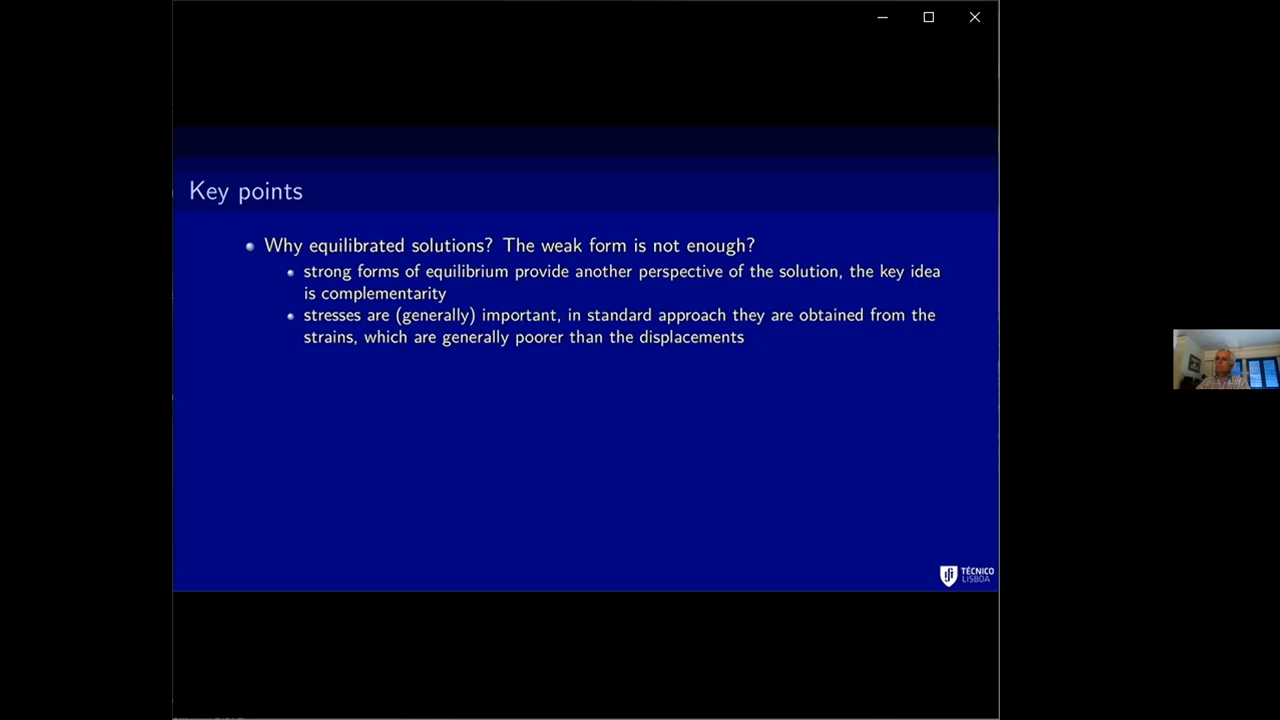 Key points
Why equilibrated solutions? The weak form is not enough?
strong forms of equilibrium provide another perspective of the solution, the key idea
is complementarity
stresses are (generally) important, in standard approach they are obtained from the
strains, which are generally poorer than the displacements
TÉCNICO
LISBOA